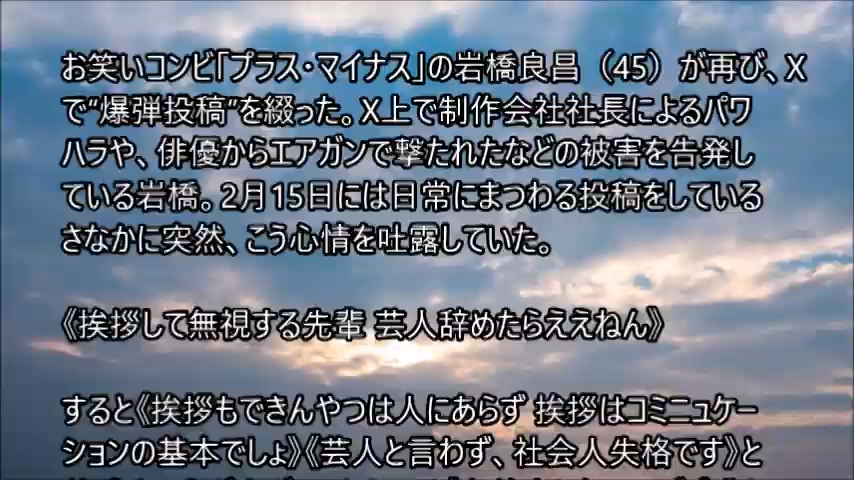 お笑いコンビ「プラス・マイナス」の岩橋良昌（45）が再び、X
で“爆弾投稿”を綴った。X上で制作会社社長によるパワ
ハラや、俳優からエアガンで撃たれたなどの被害を告発し
ている岩橋。2月15日には日常にまつわる投稿をしている
さなかに突然、こう心情を吐露していた。
《挨拶して無視する先輩 芸人辞めたらええねん》
すると《挨拶もできんやつは人にあらず 挨拶はコミニュケー
ションの基本でしょ》《芸人と言わず、社会人失格です》と